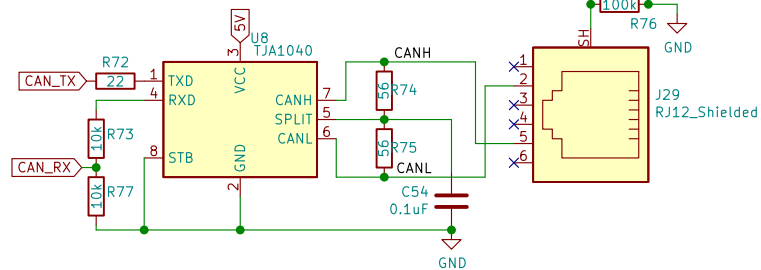 100k
R76
GND
SH
5V
U8
TJA1040
3
VCC
R72
CAN_TX
22
1
TXD
4
RXD
10k
R73
CAN_RX
10k
R77
8
STB
GND
2
CANH
7
SPLIT
5
CANL
6
CANH
56
R74
56
R75
CANL
C54
0.1uF
GND
1
2
3
4
5
6
J29
RJ12_Shielded